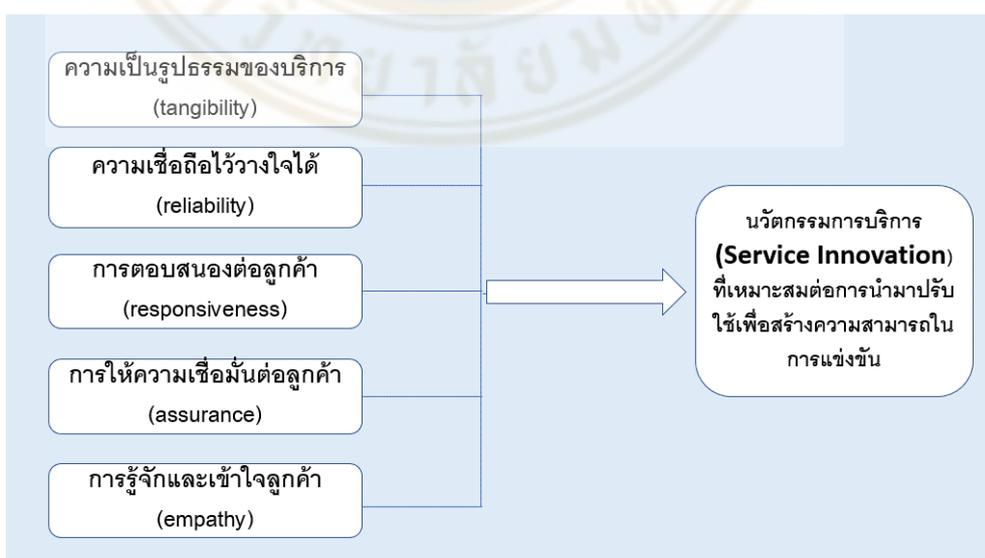 ความเป็นรูปธรรมของบริการ
(tangibility)
ความเชื่อถือไว้วางใจได้
(reliability)
การตอบสนองต่อลูกค้า
(responsiveness)
การให้ความเชื่อมั่นต่อลูกค้า
(assurance)
การรู้จักและเข้าใจลูกค้า
(empathy)
นวัตกรรมการบริการ
(Service Innovation)
ที่เหมาะสมต่อการนำมาปรับ
ใช้เพื่อสร้างความสามารถใน
การแข่งขัน